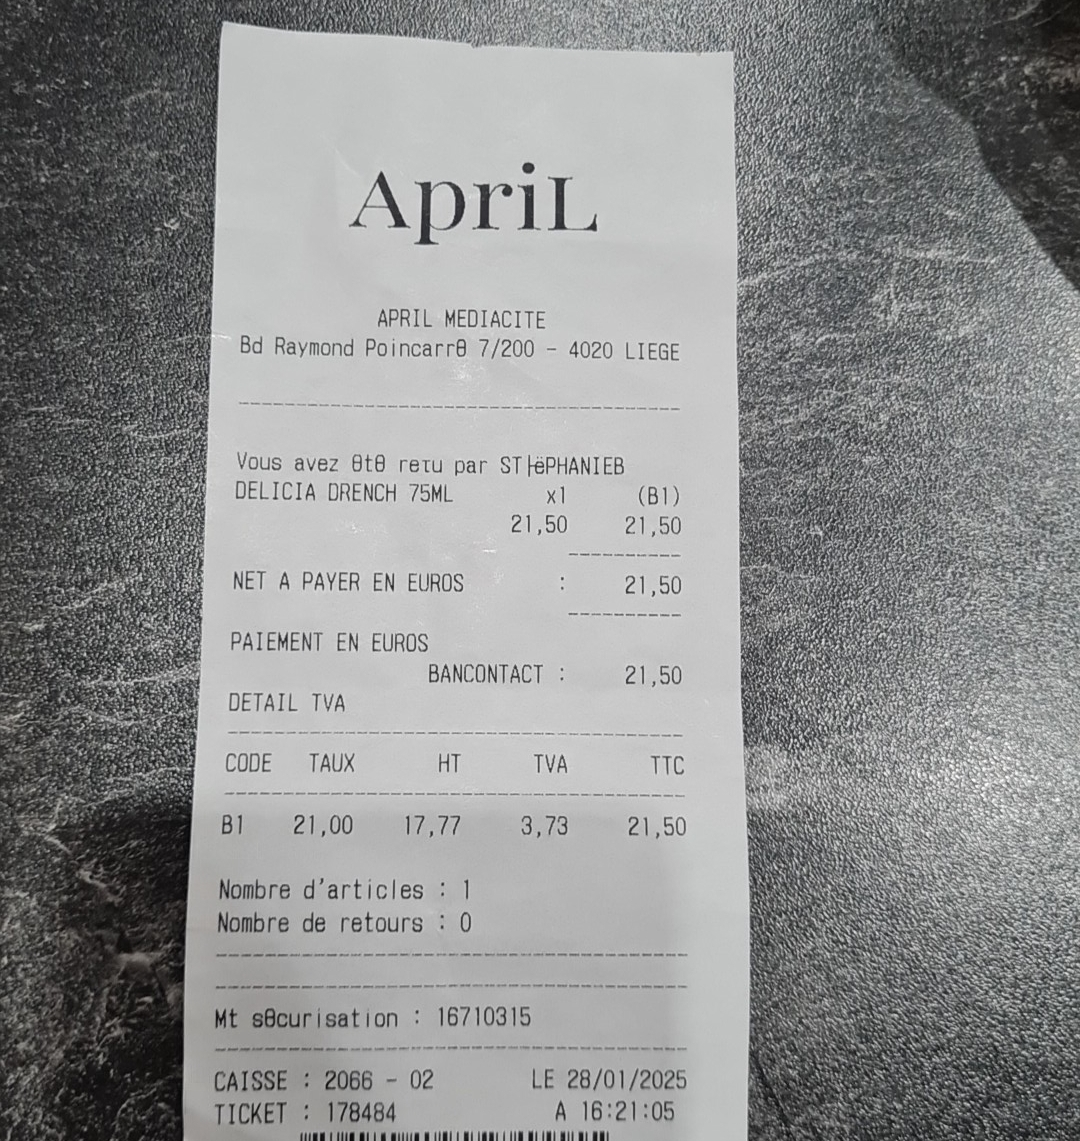 ApriL
APRIL MEDIACITE
Bd Raymond Poincarrθ 7/200 - 4020 LIEGE
Vous avez θtθ reτu par ST├ëPHANIEB
DELICIA DRENCH 75ML x1 (B1)
21,50 21,50
NET A PAYER EN EUROS : 21,50
PAIEMENT EN EUROS
BANCONTACT : 21,50
DETAIL TVA
CODE TAUX HT TVA TTC
B1 21,00 17,77 3,73 21,50
Nombre d'articles : 1
Nombre de retours : 0
Mt sθcurisation : 16710315
CAISSE : 2066 - 02 LE 28/01/2025
TICKET : 178484 A 16:21:05